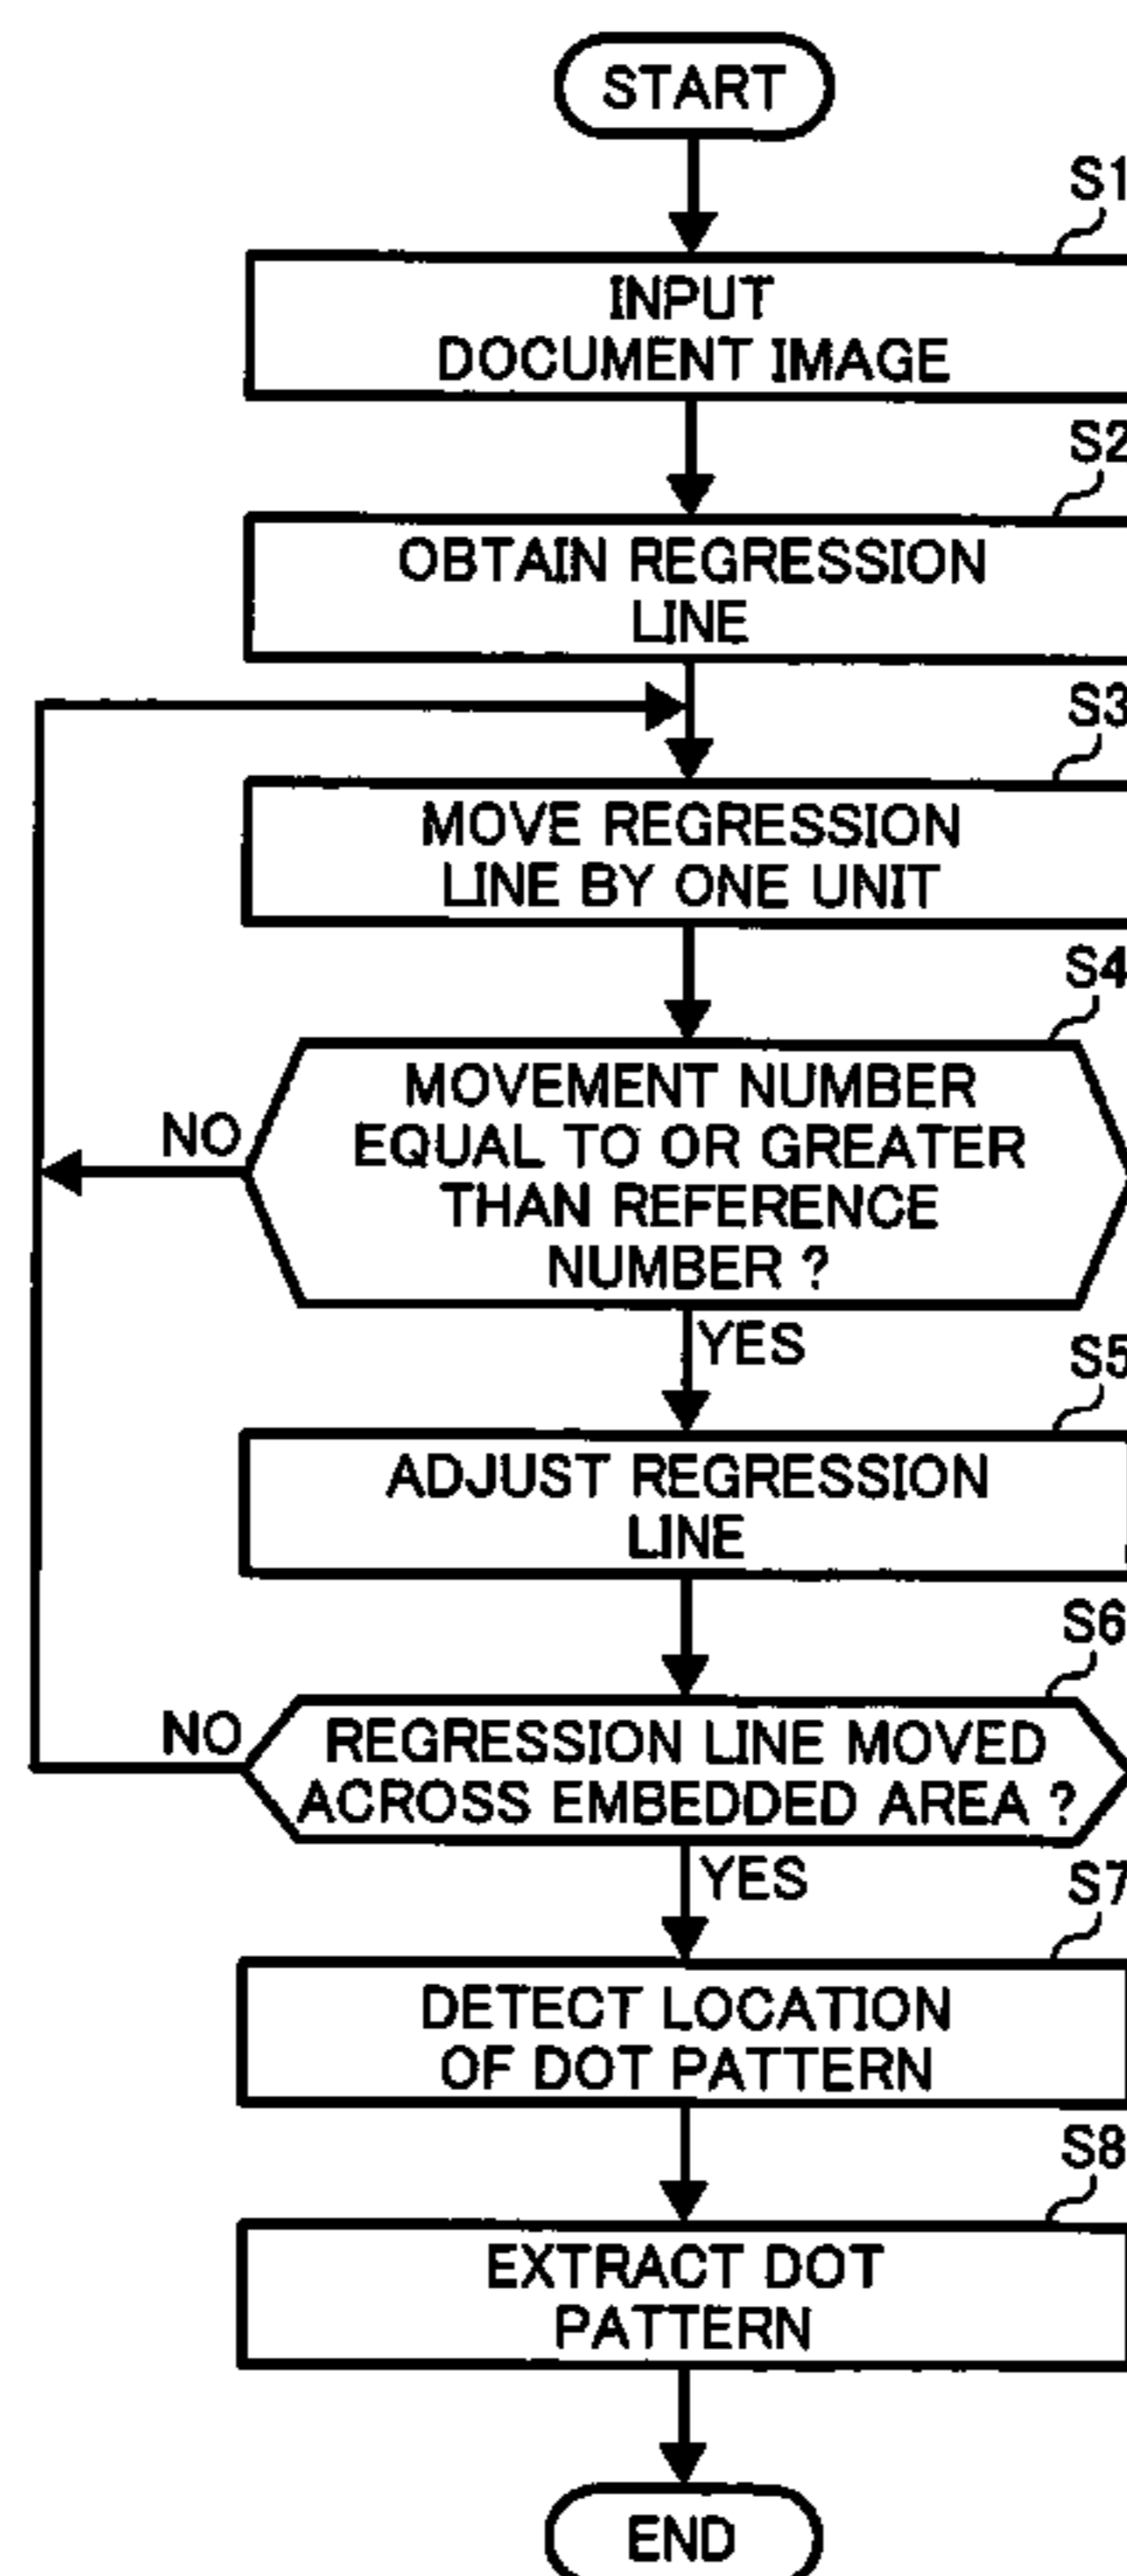 START
S1
INPUT
DOCUMENT IMAGE
S2
OBTAIN REGRESSION
LINE
S3
MOVE REGRESSION
LINE BY ONE UNIT
S4
MOVEMENT NUMBER
EQUAL TO OR GREATER
THAN REFERENCE
NUMBER ?
NO
YES
S5
ADJUST REGRESSION
LINE
S6
REGRESSION LINE MOVED
ACROSS EMBEDDED AREA ?
NO
YES
S7
DETECT LOCATION
OF DOT PATTERN
S8
EXTRACT DOT
PATTERN
END